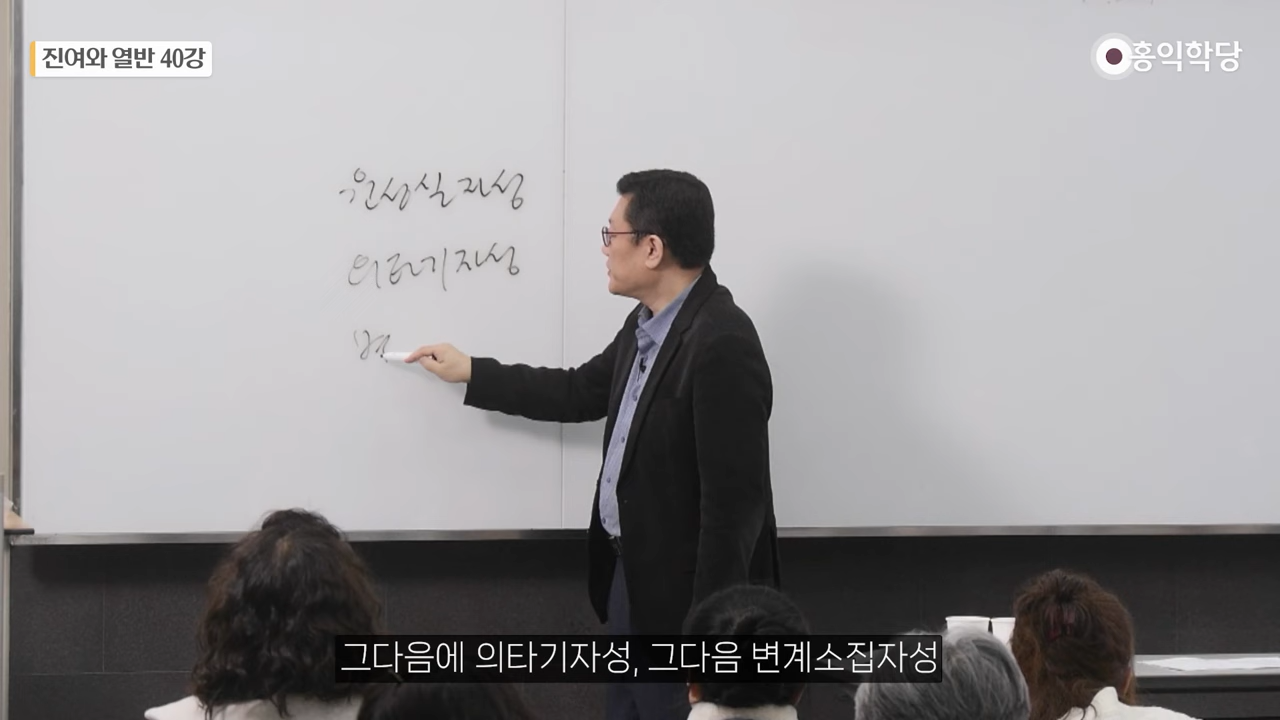 진여와 열반 40강
홍익학당
원성실자성
의타기자성
변
그다음에 의타기자성, 그다음 변계소집자성